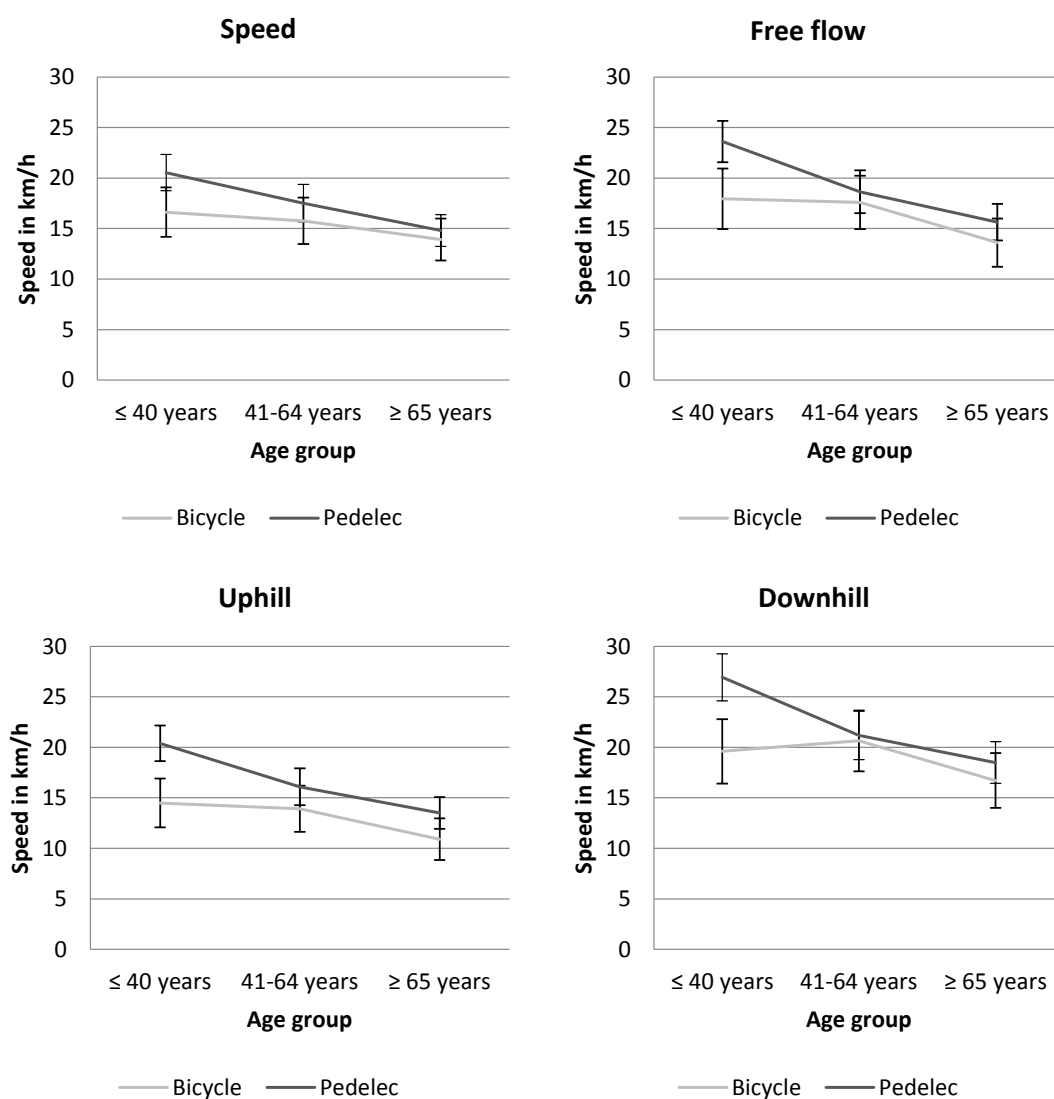 Speed
Speed in km/h
30
25
20
15
10
5
0
≤ 40 years 41-64 years ≥ 65 years
Age group
Bicycle Pedelec
Free flow
Speed in km/h
30
25
20
15
10
5
0
≤ 40 years 41-64 years ≥ 65 years
Age group
Bicycle Pedelec
Uphill
Speed in km/h
30
25
20
15
10
5
0
≤ 40 years 41-64 years ≥ 65 years
Age group
Bicycle Pedelec
Downhill
Speed in km/h
30
25
20
15
10
5
0
≤ 40 years 41-64 years ≥ 65 years
Age group
Bicycle Pedelec